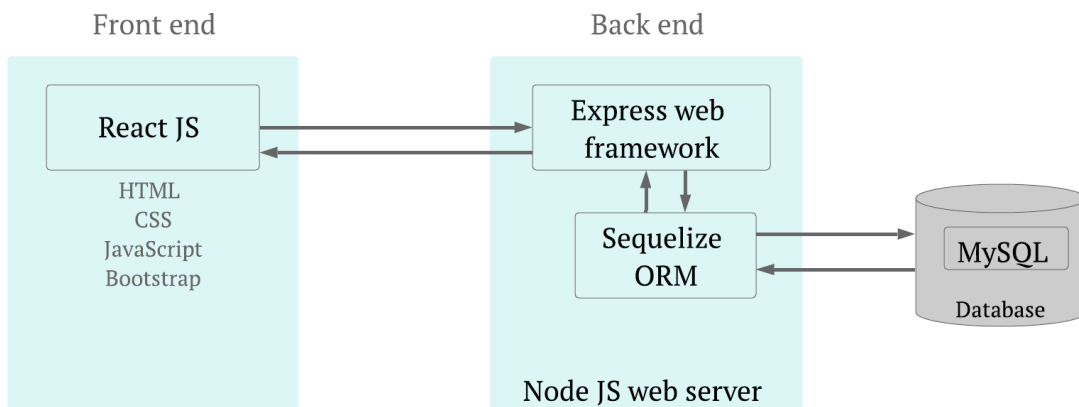 Front end
Back end
React JS
HTML
CSS
JavaScript
Bootstrap
Express web
framework
Sequelize
ORM
Node JS web server
MySQL
Database